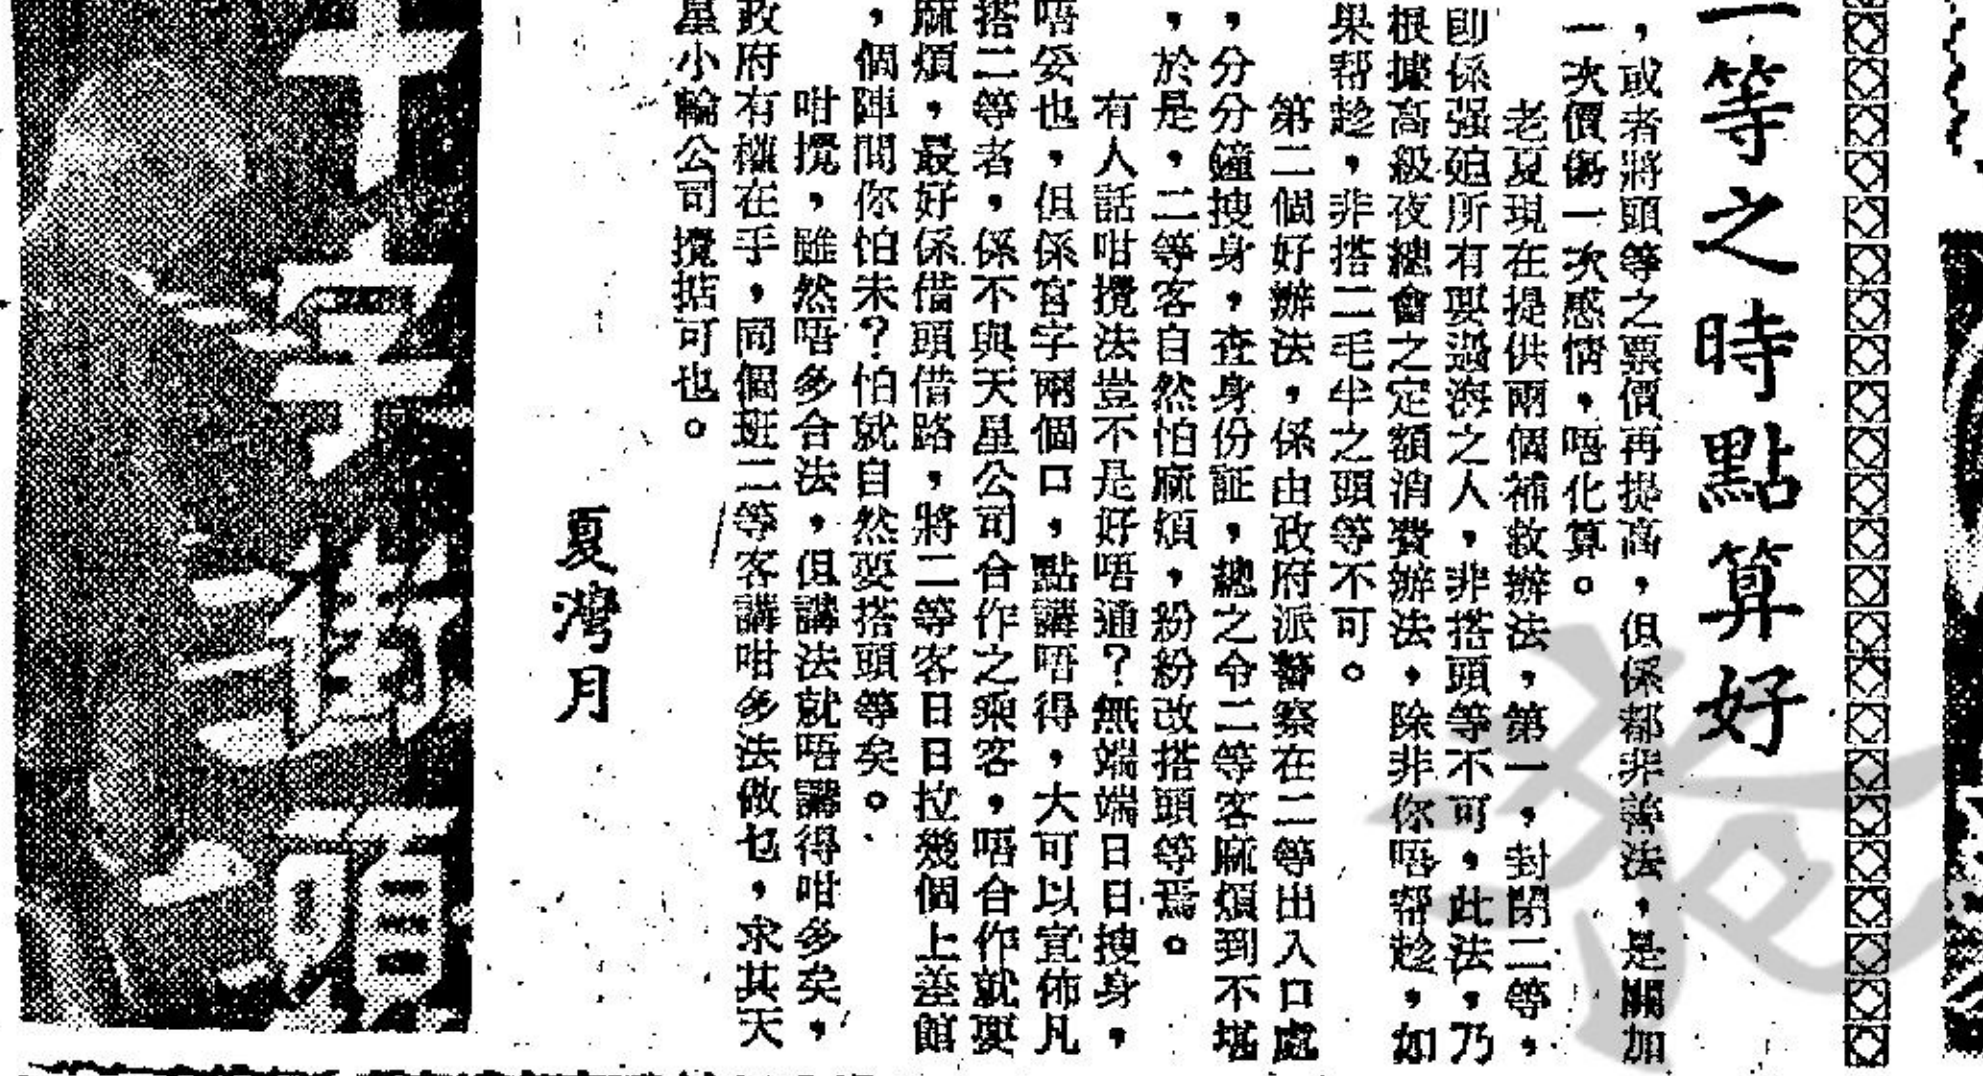 一等之時點算好
，或者將頭等之票價再提高，但係都非善法，是關加
一次價傷一次感情，唔化算。
老夏現在提供兩個補救辦法，第一，封閉二等，
卽係强廹所有要過海之人，非搭頭等不可，此法，乃
根據高級夜總會之定額消費辦法，除非你唔帮趁，如
果帮趁，非搭二毛半之頭等不可。
第二個好辦法，係由政府派警察在二等出入口處
，分分鐘搜身，查身份証，總之令二等客麻煩到不堪
，於是，二等客自然怕麻煩，紛紛改搭頭等焉。
有人話咁攪法豈不是好唔通？無端端日日搜身，
唔妥也，但係官字兩個口，點講唔得，大可以宣佈凡
搭二等者，係不與天星公司合作之乘客，唔合作就要
麻煩，最好係借頭借路，將二等客日日拉幾個上差館
，個陣問你怕未？怕就自然要搭頭等矣。
咁攪，雖然唔多合法，但講法就唔講得咁多矣，
政府有權在手，同個班二等客講咁多法做乜，求其天
星小輪公司攪掂可也。
夏灣月
十字街頭